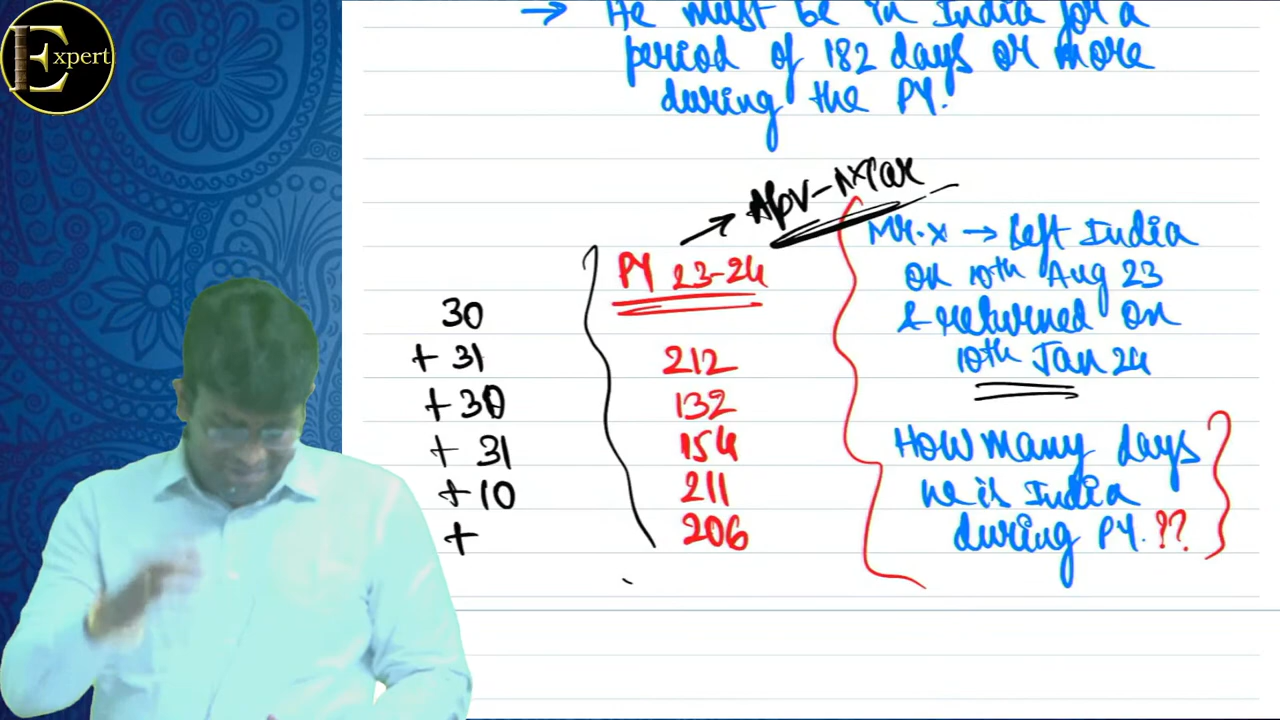 Expert
→ He must be in India for a
period of 182 days or more
during the PY.
→ Apr-Mar
PY 23-24
212
132
154
211
206
30
+ 31
+ 30
+ 31
+ 10
+
Mr. X → Left India
on 10th Aug 23
& returned on
10th Jan 24
How many days
he is India
during PY. ??